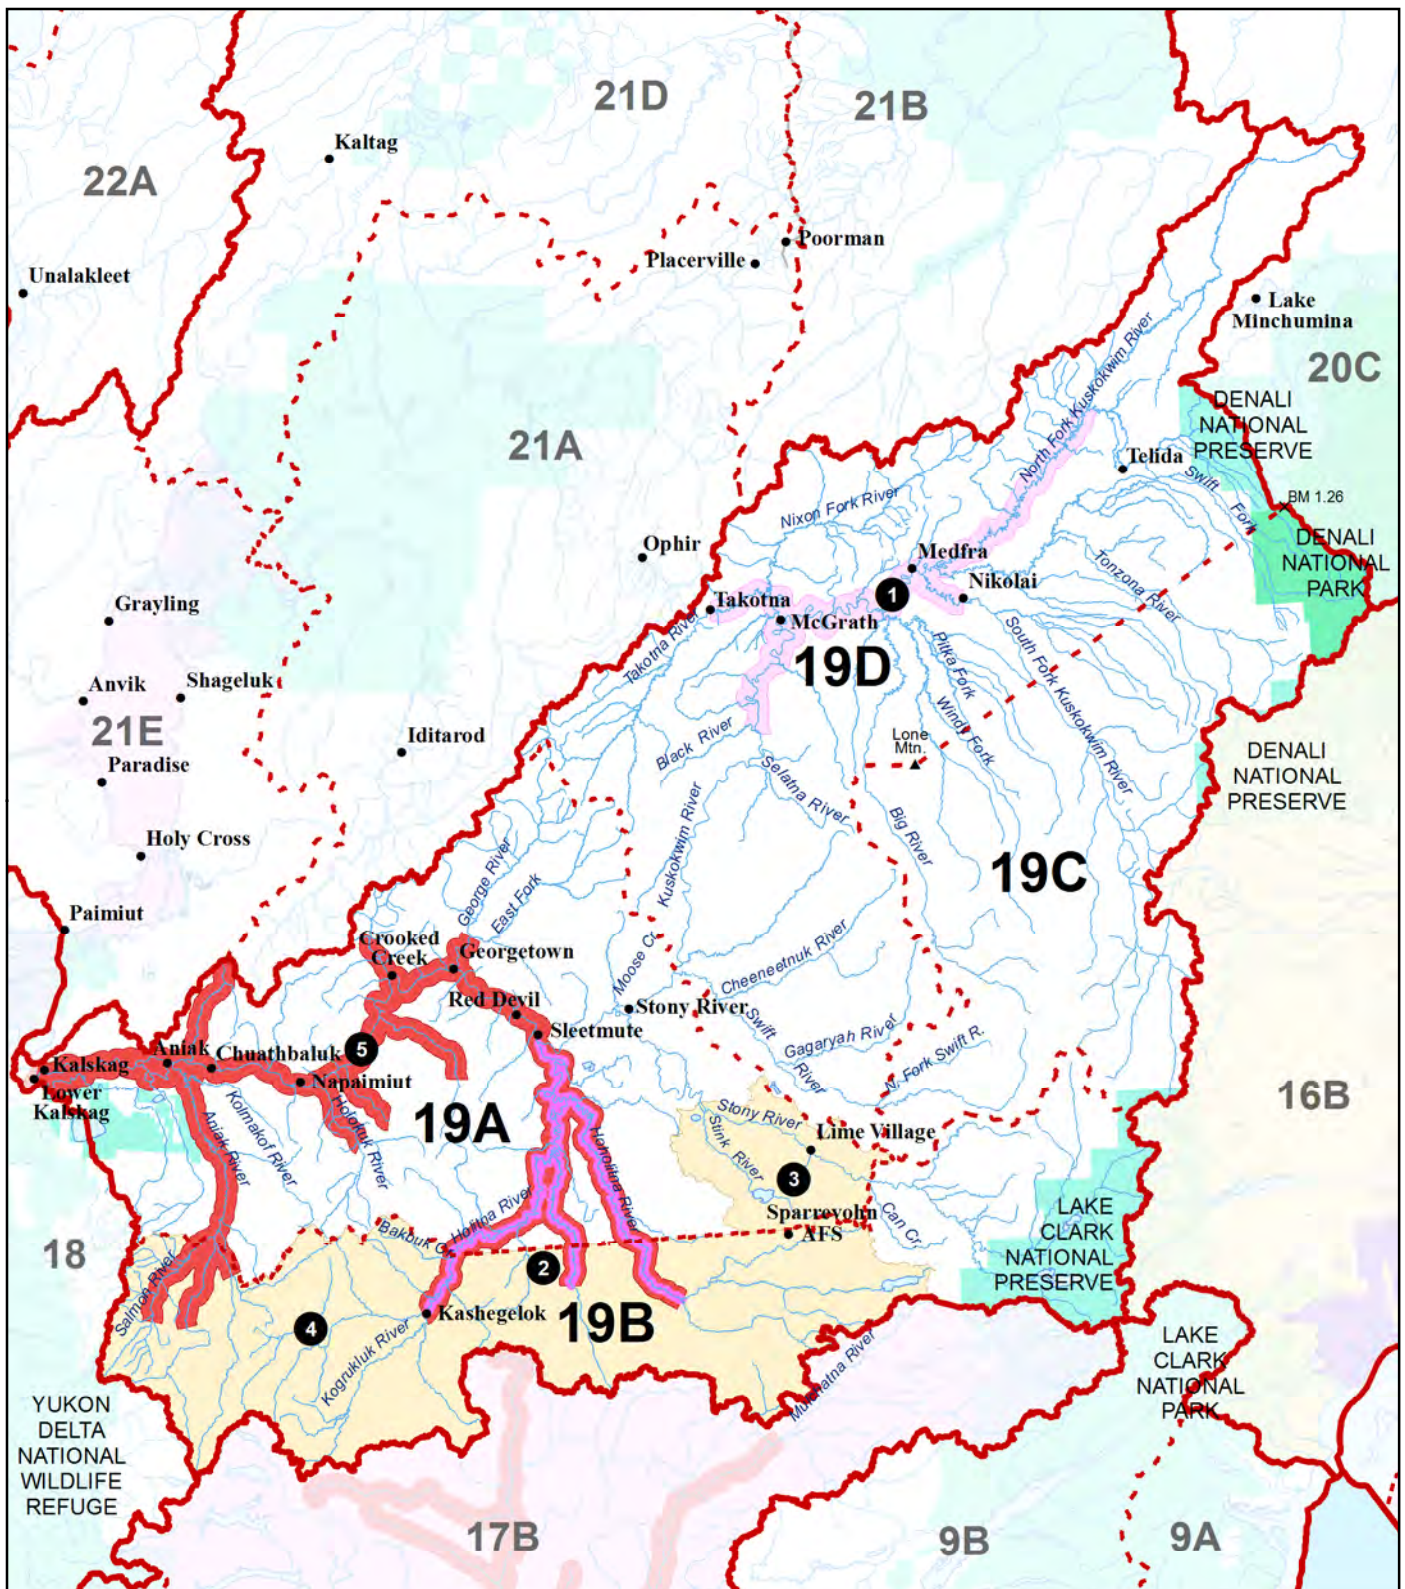 21D
21B
Kaltag
22A
Poorman
Placerville
Unalakleet
Lake
Minchumina
20C
North Fork Kuskokwim River
DENALI
NATIONAL
PRESERVE
21A
Telida
Swift
Fork
BM 1.26
Nixon Fork River
DENALI
NATIONAL
PARK
Ophir
Medfra
Tonzona River
Nikolai
1
Grayling
Takotna
McGrath
Takotna River
19D
Pitka Fork
South Fork Kuskokwim River
Anvik
Shageluk
21E
Windy Fork
Iditarod
Black River
Lone
Mtn.
DENALI
NATIONAL
PRESERVE
Paradise
Selatna River
Kuskokwim River
Big River
Holy Cross
George River
East Fork
19C
Paimiut
Crooked
Creek
Georgetown
Moose Cr.
Cheeneetnuk River
Red Devil
Stony River
Sleetmute
Swift
River
Gagaryah River
N. Fork Swift R.
Aniak
Chuathbaluk
5
Kalskag
Napaimiut
Lower
Kalskag
Aniak River
Kolmakof River
Holokuk River
19A
16B
Stony River
Lime Village
Stink River
Hoholitna River
3
Holitna River
Sparrevohn
AFS
Can Cr.
LAKE
CLARK
NATIONAL
PRESERVE
18
Bakbuk Cr.
Salmon River
2
19B
4
Kashegelok
Kogrukluk River
Mulchatna River
LAKE
CLARK
NATIONAL
PARK
YUKON
DELTA
NATIONAL
WILDLIFE
REFUGE
17B
9B
9A